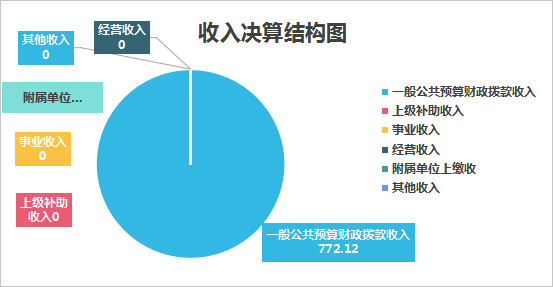 收入决算结构图
其他收入
0
经营收入
0
附属单位...
事业收入
0
上级补助
收入0
一般公共预算财政拨款收入
772.12
一般公共预算财政拨款收入
上级补助收入
事业收入
经营收入
附属单位上缴收
其他收入